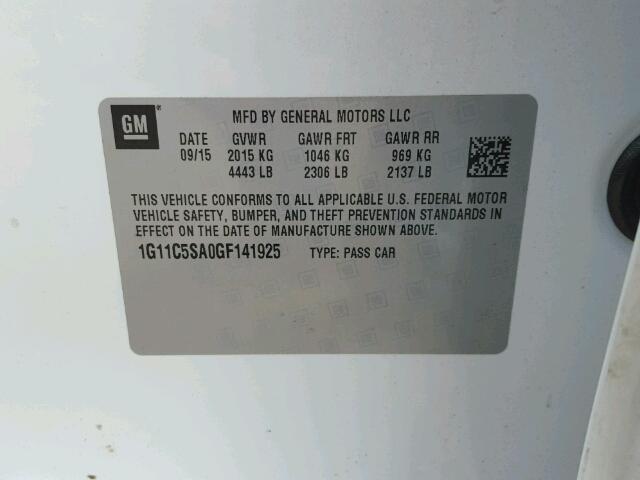 GM®
MFD BY GENERAL MOTORS LLC
DATE GVWR GAWR FRT GAWR RR
09/15 2015 KG 1046 KG 969 KG
4443 LB 2306 LB 2137 LB
THIS VEHICLE CONFORMS TO ALL APPLICABLE U.S. FEDERAL MOTOR
VEHICLE SAFETY, BUMPER, AND THEFT PREVENTION STANDARDS IN
EFFECT ON THE DATE OF MANUFACTURE SHOWN ABOVE.
1G11C5SA0GF141925 TYPE: PASS CAR